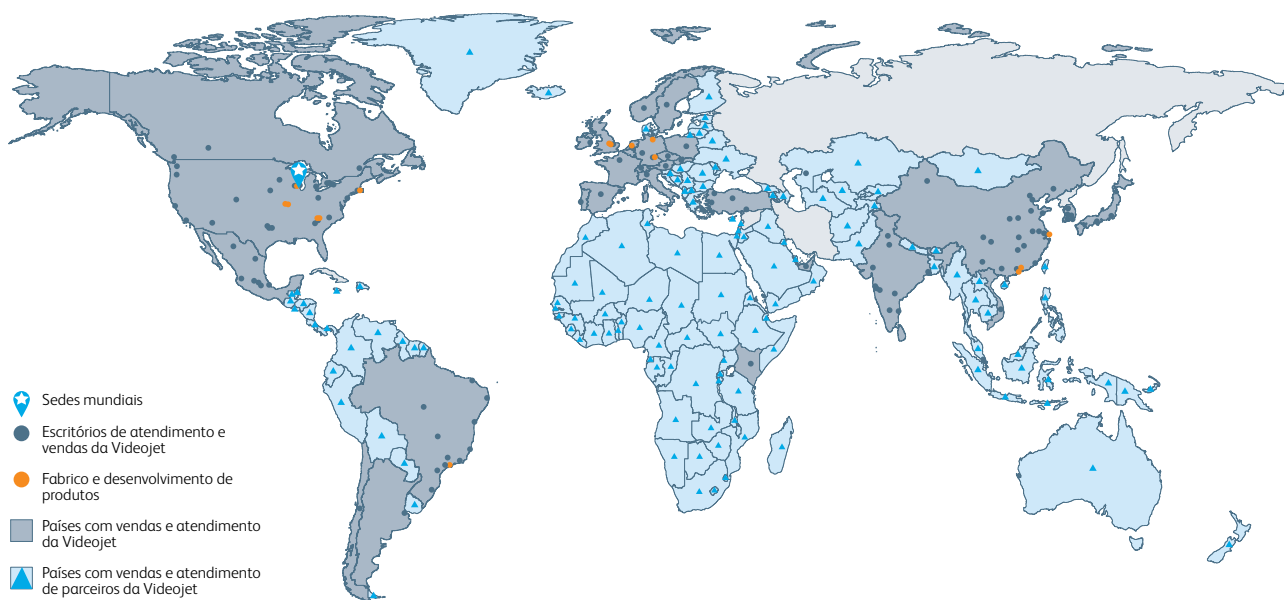 Sedes mundiais
Escritórios de atendimento e
vendas da Videojet
Fabrico e desenvolvimento de
produtos
Países com vendas e atendimento
da Videojet
Países com vendas e atendimento
de parceiros da Videojet